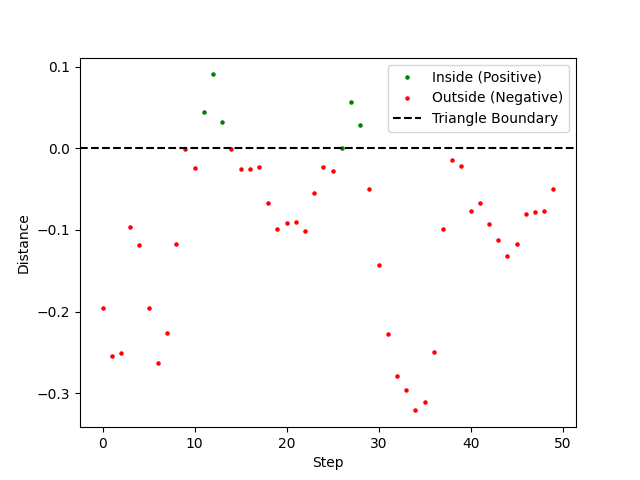 Inside (Positive)
Outside (Negative)
Triangle Boundary
0.1
0.0
−0.1
−0.2
−0.3
Distance
0 10 20 30 40 50
Step